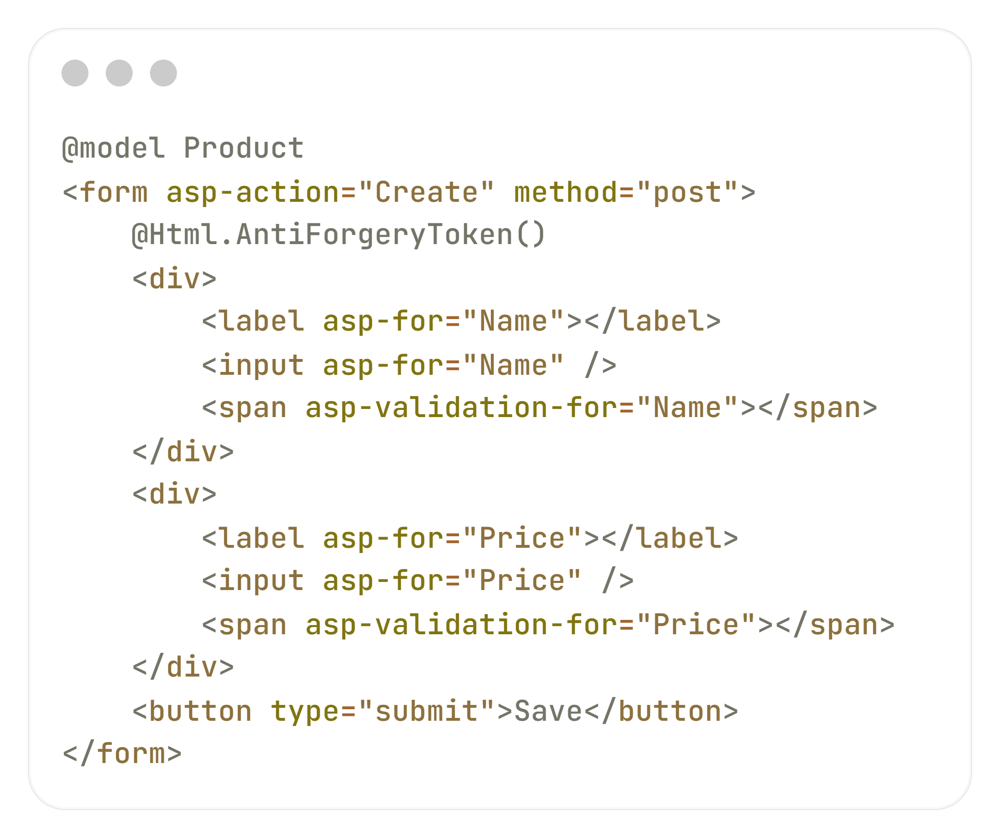 @model Product
<form asp-action="Create" method="post">
    @Html.AntiForgeryToken()
    <div>
        <label asp-for="Name"></label>
        <input asp-for="Name" />
        <span asp-validation-for="Name"></span>
    </div>
    <div>
        <label asp-for="Price"></label>
        <input asp-for="Price" />
        <span asp-validation-for="Price"></span>
    </div>
    <button type="submit">Save</button>
</form>